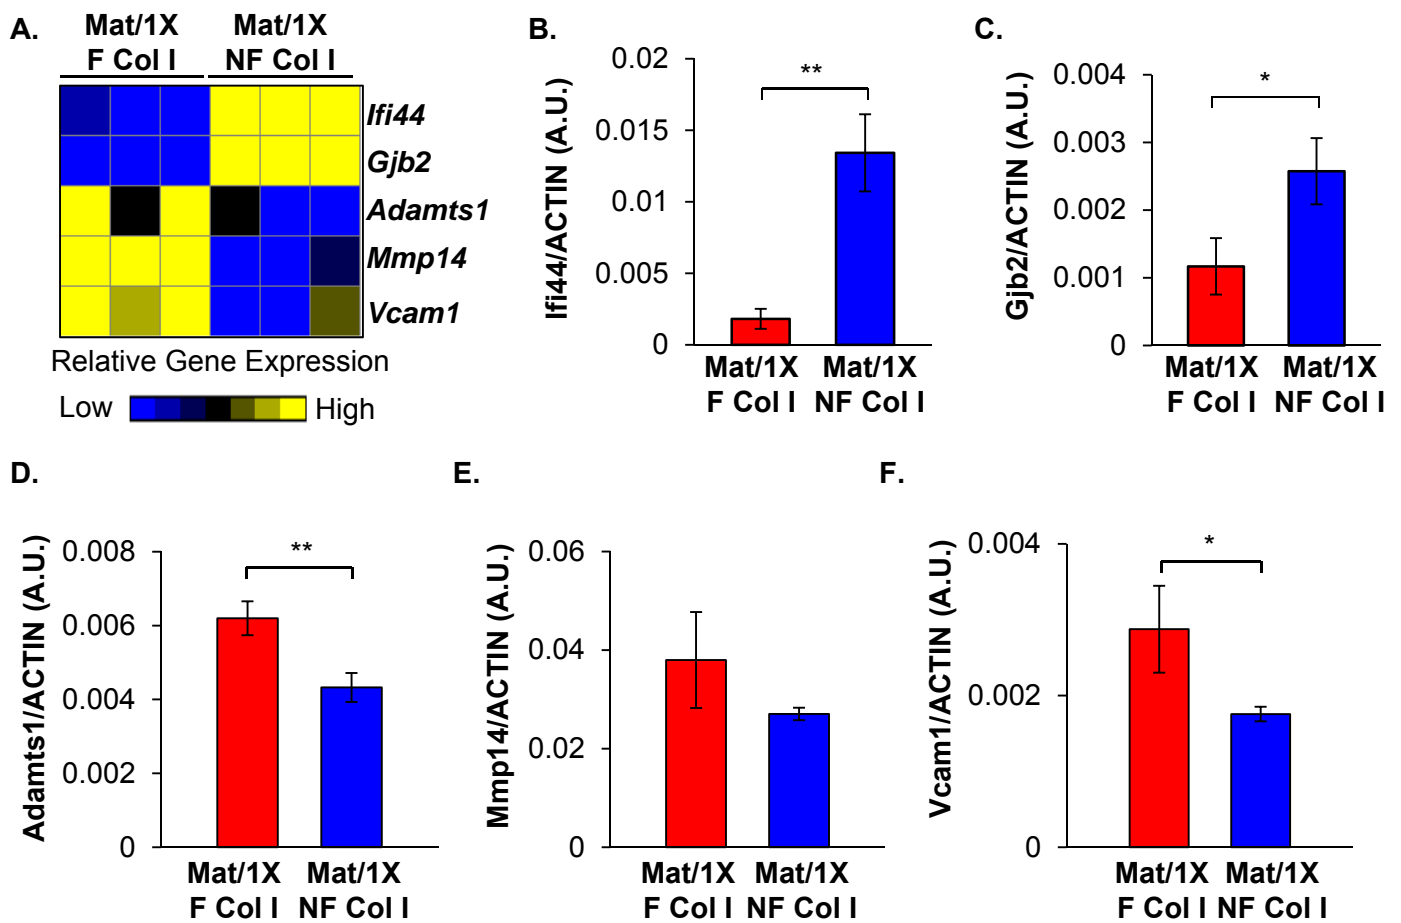 A.
Mat/1X Mat/1X
F Col I NF Col I
Ifi44
Gjb2
Adamts1
Mmp14
Vcam1
Relative Gene Expression
Low High
B.
Ifi44/ACTIN (A.U.)
0.02
0.015
0.01
0.005
0
**
Mat/1X Mat/1X
F Col I NF Col I
C.
Gjb2/ACTIN (A.U.)
0.004
0.003
0.002
0.001
0
*
Mat/1X Mat/1X
F Col I NF Col I
D.
Adamts1/ACTIN (A.U.)
0.008
0.006
0.004
0.002
0
**
Mat/1X Mat/1X
F Col I NF Col I
E.
Mmp14/ACTIN (A.U.)
0.06
0.04
0.02
0
Mat/1X Mat/1X
F Col I NF Col I
F.
Vcam1/ACTIN (A.U.)
0.004
0.002
0
*
Mat/1X Mat/1X
F Col I NF Col I